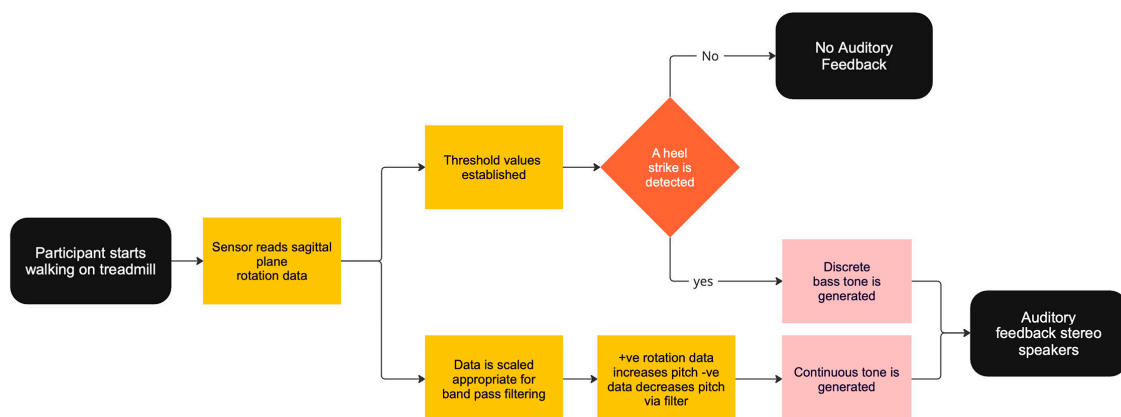 Participant starts
walking on treadmill
Sensor reads sagittal
plane
rotation data
Threshold values
established
A heel
strike is
detected
No
No Auditory
Feedback
yes
Discrete
bass tone is
generated
Data is scaled
appropriate for
band pass filtering
+ve rotation data
increases pitch -ve
data decreases pitch
via filter
Continuous tone is
generated
Auditory
feedback stereo
speakers